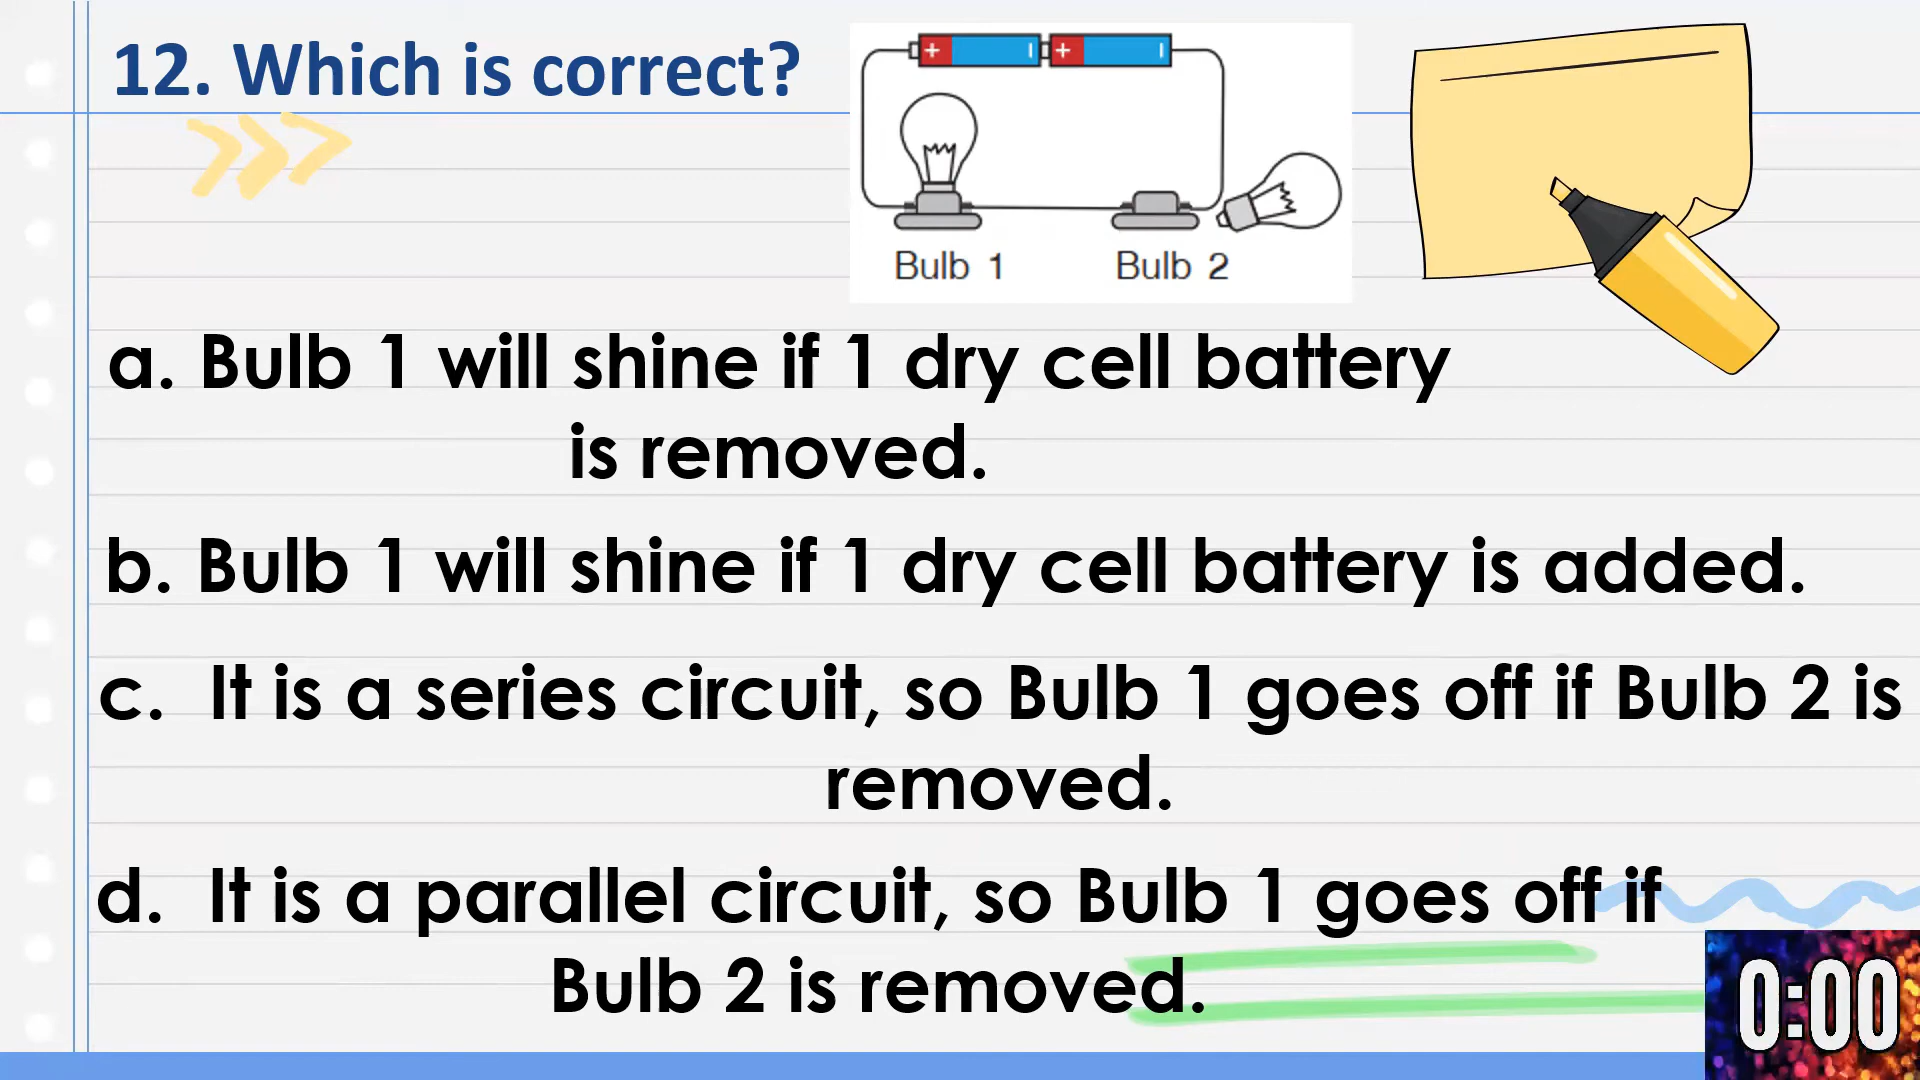 12. Which is correct?
+ I + I
Bulb 1 Bulb 2
a. Bulb 1 will shine if 1 dry cell battery
is removed.
b. Bulb 1 will shine if 1 dry cell battery is added.
c. It is a series circuit, so Bulb 1 goes off if Bulb 2 is
removed.
d. It is a parallel circuit, so Bulb 1 goes off if
Bulb 2 is removed.
0:00